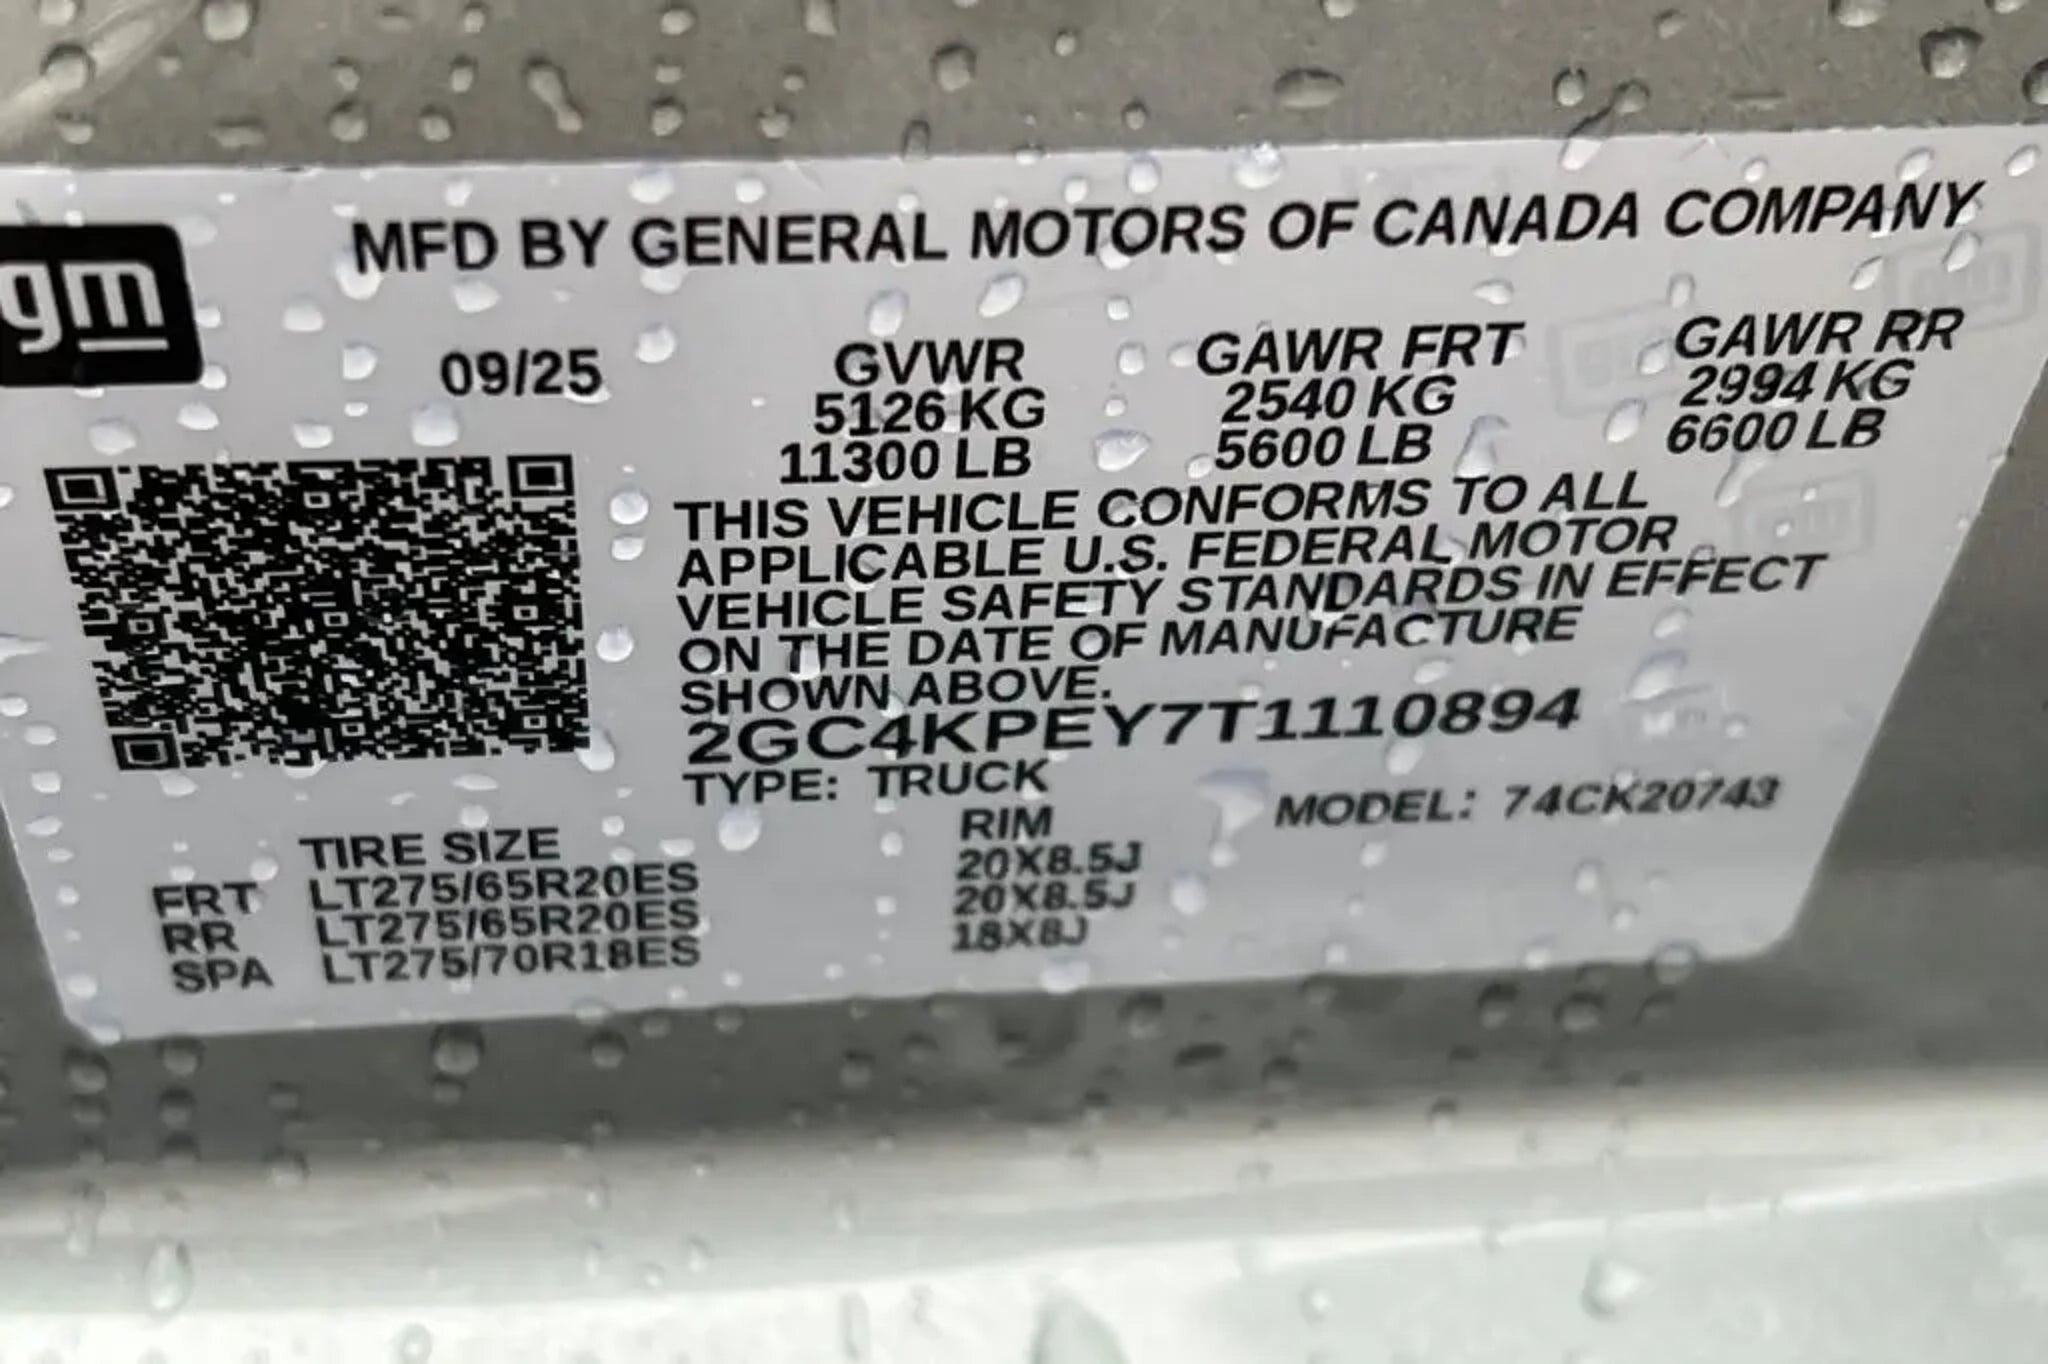 gm
MFD BY GENERAL MOTORS OF CANADA COMPANY
09/25 GVWR GAWR FRT GAWR RR
5126 KG 2540 KG 2994 KG
11300 LB 5600 LB 6600 LB
THIS VEHICLE CONFORMS TO ALL
APPLICABLE U.S. FEDERAL MOTOR
VEHICLE SAFETY STANDARDS IN EFFECT
ON THE DATE OF MANUFACTURE
SHOWN ABOVE.
2GC4KPEY7T1110894
TYPE: TRUCK MODEL: 74CK20743
TIRE SIZE RIM
FRT LT275/65R20ES 20X8.5J
RR LT275/65R20ES 20X8.5J
SPA LT275/70R18ES 18X8J